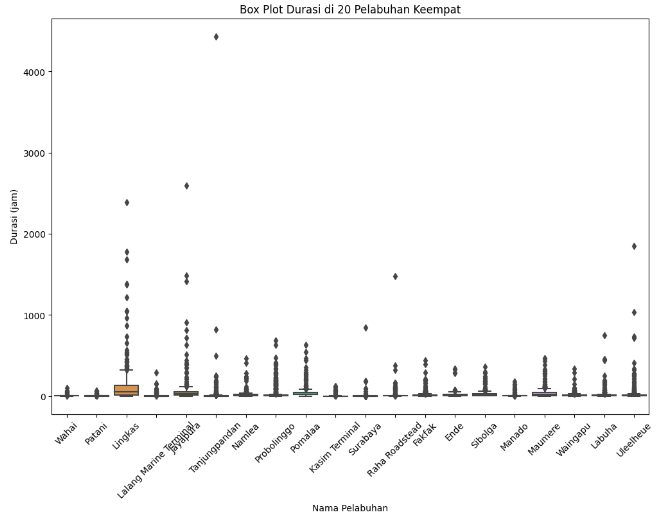 Box Plot Durasi di 20 Pelabuhan Keempat
4000
3000
2000
1000
0
Durasi (jam)
Wahai
Patani
Lingkas
Lalang Marine Terminal
Jayapura
Tanjungpandan
Namlea
Probolinggo
Pomalaa
Kasim Terminal
Surabaya
Raha Roadstead
Fakfak
Ende
Sibolga
Manado
Maumere
Waingapu
Labuha
Uleelheue
Nama Pelabuhan